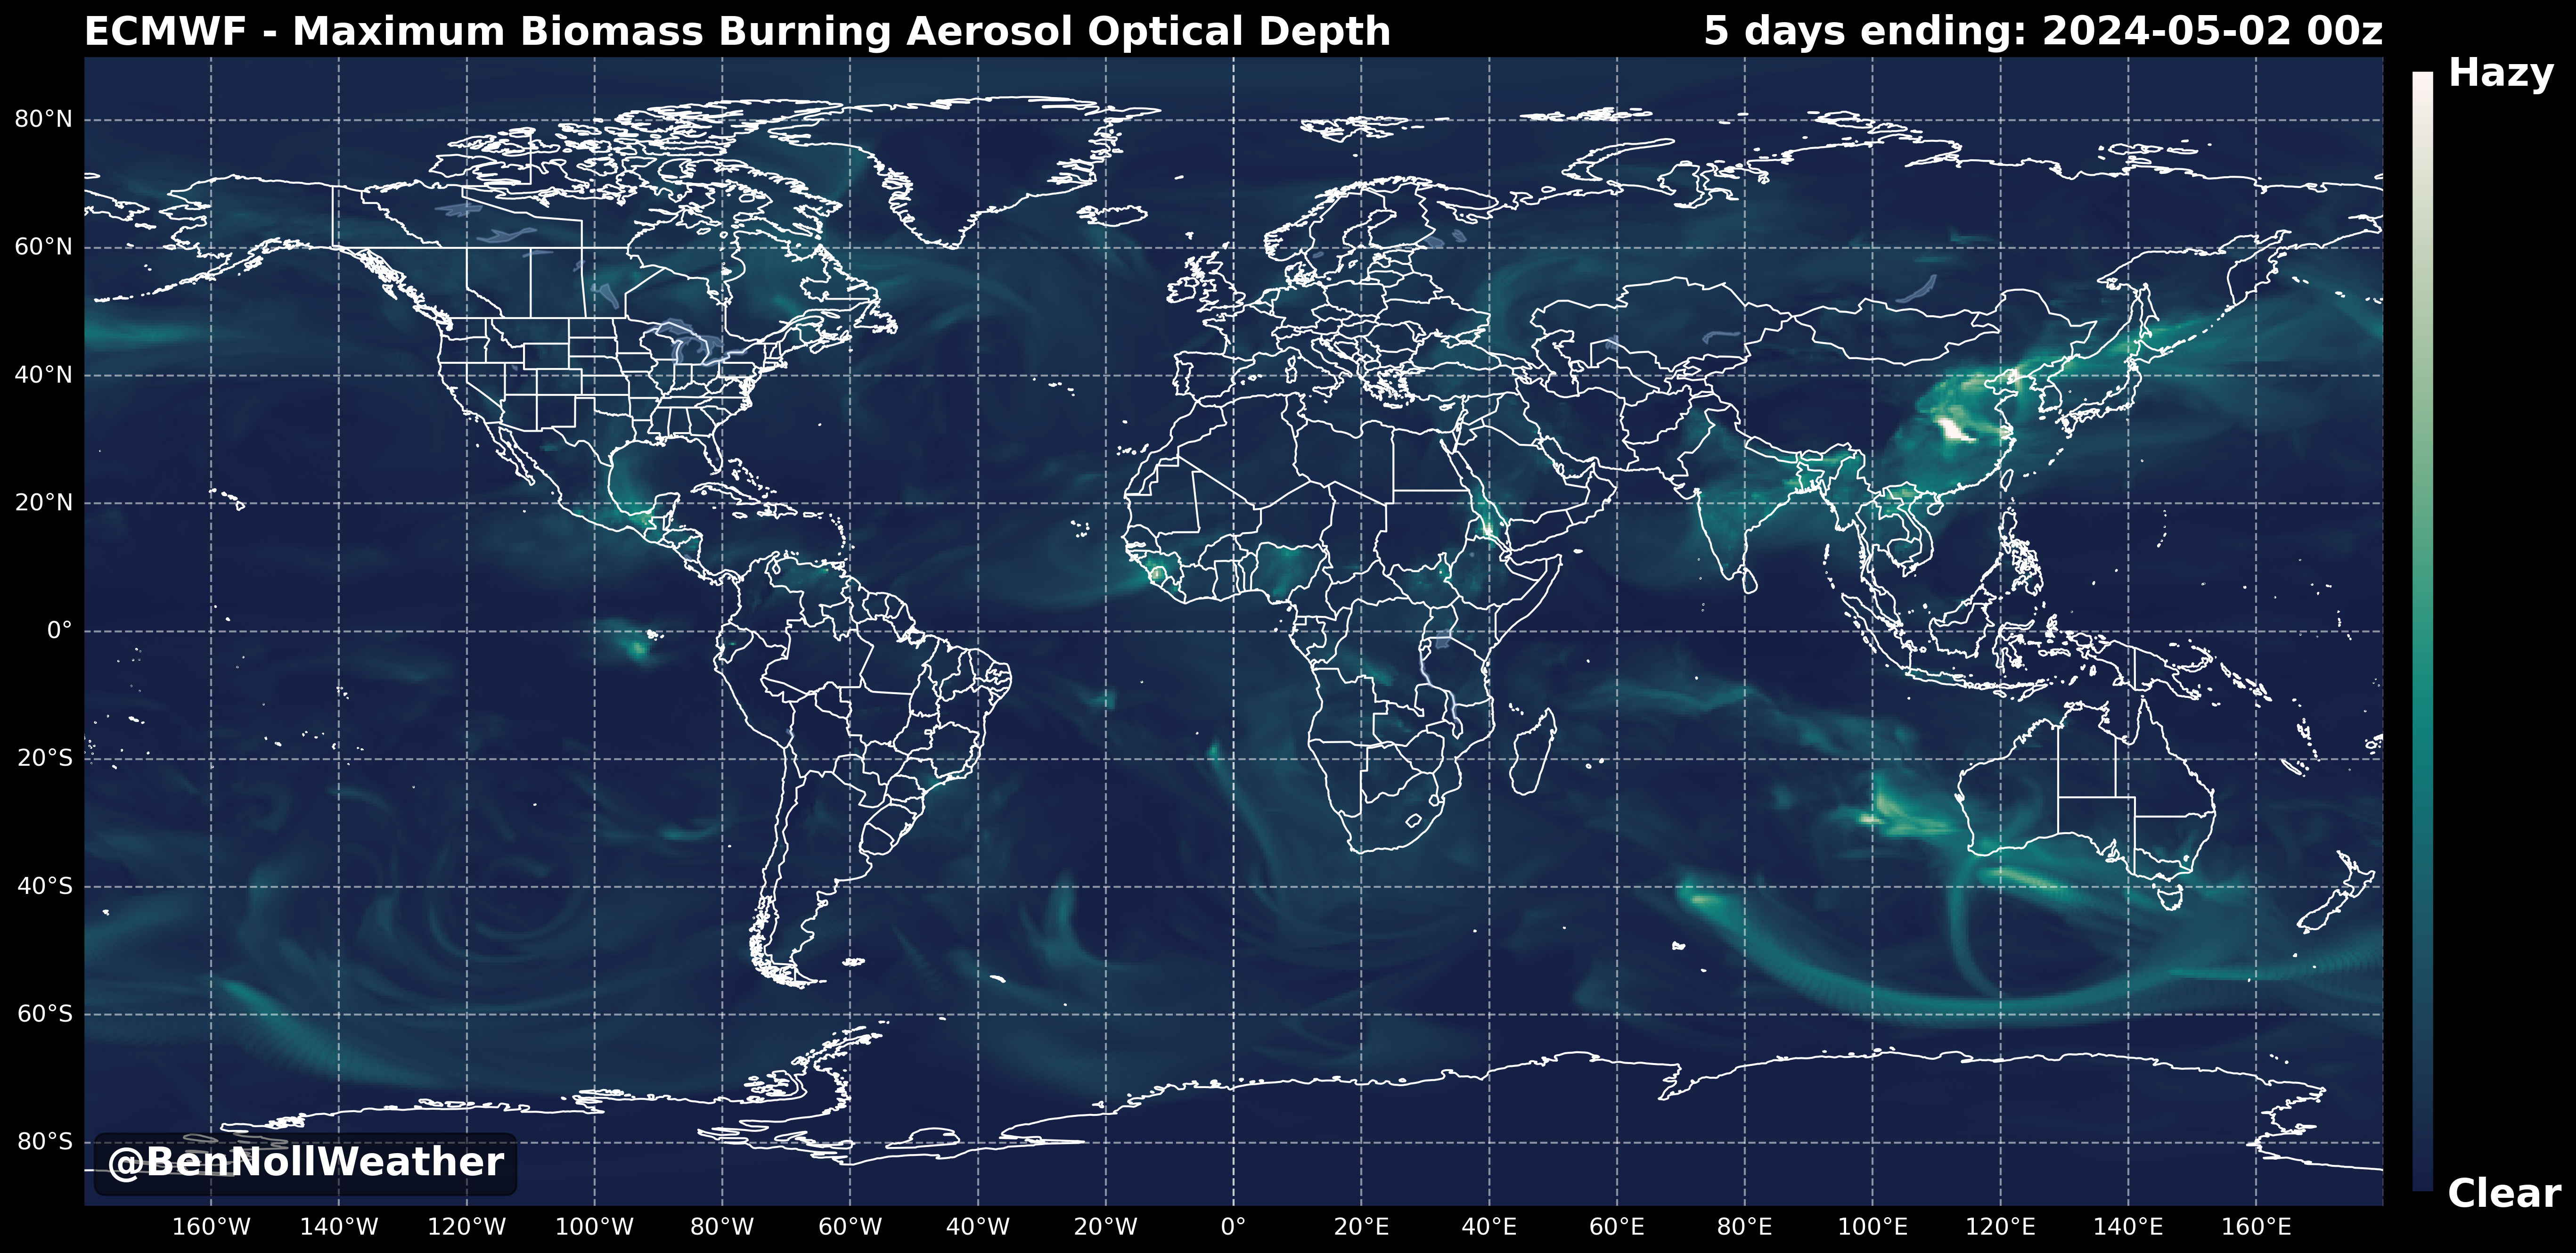 ECMWF - Maximum Biomass Burning Aerosol Optical Depth
5 days ending: 2024-05-02 00z
Hazy
80°N
60°N
40°N
20°N
0°
20°S
40°S
60°S
80°S
@BenNollWeather
Clear
160°W 140°W 120°W 100°W 80°W 60°W 40°W 20°W 0° 20°E 40°E 60°E 80°E 100°E 120°E 140°E 160°E